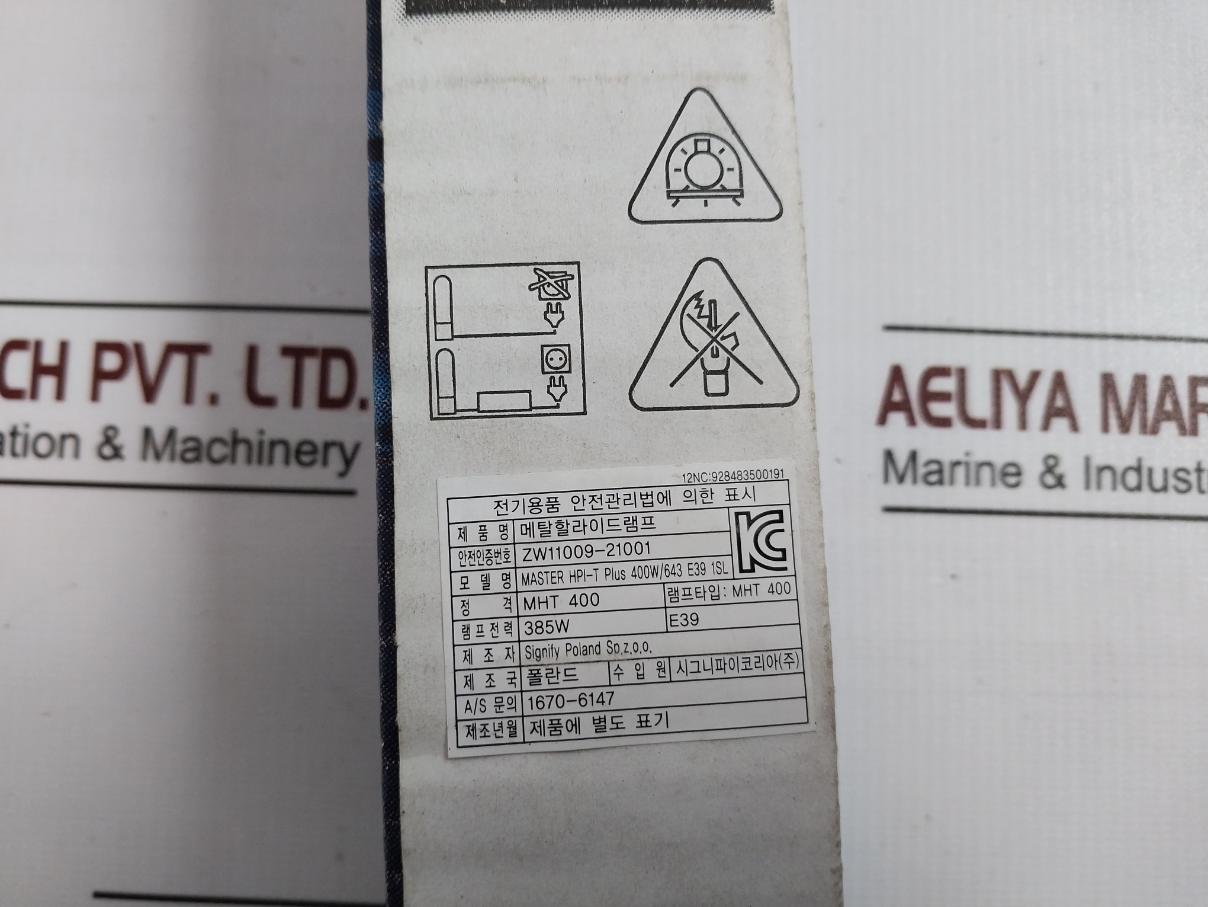 CH PVT. LTD.
ation & Machinery
AELIYA MAR
Marine & Indust
12NC:928483500191
전기용품 안전관리법에 의한 표시
제 품 명 메탈할라이드램프
안전인증번호 ZW11009-21001
모 델 명 MASTER HPI-T Plus 400W/643 E39 1SL
정 격 MHT 400 램프타입: MHT 400
램프전력 385W E39
제 조 자 Signify Poland Sp.z.o.o.
제 조 국 폴란드 수 입 원 시그니파이코리아(주)
A/S 문의 1670-6147
제조년월 제품에 별도 표기
KC